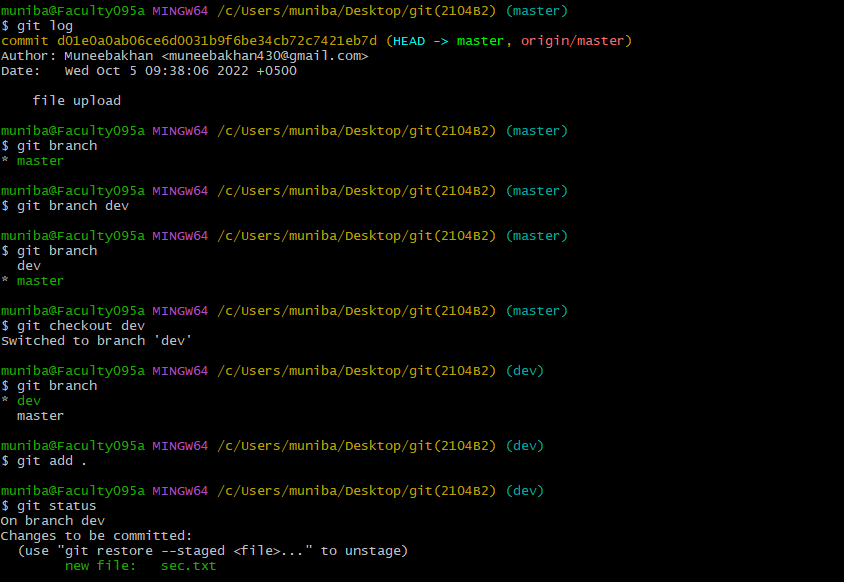 muniba@Faculty095a MINGW64 /c/Users/muniba/Desktop/git(2104B2) (master)
$ git log
commit d01e0a0ab06ce6d0031b9f6be34cb72c7421eb7d (HEAD -> master, origin/master)
Author: Muneebakhan <muneebakhan430@gmail.com>
Date:   Wed Oct 5 09:38:06 2022 +0500
    file upload
muniba@Faculty095a MINGW64 /c/Users/muniba/Desktop/git(2104B2) (master)
$ git branch
* master
muniba@Faculty095a MINGW64 /c/Users/muniba/Desktop/git(2104B2) (master)
$ git branch dev
muniba@Faculty095a MINGW64 /c/Users/muniba/Desktop/git(2104B2) (master)
$ git branch
  dev
* master
muniba@Faculty095a MINGW64 /c/Users/muniba/Desktop/git(2104B2) (master)
$ git checkout dev
Switched to branch 'dev'
muniba@Faculty095a MINGW64 /c/Users/muniba/Desktop/git(2104B2) (dev)
$ git branch
* dev
  master
muniba@Faculty095a MINGW64 /c/Users/muniba/Desktop/git(2104B2) (dev)
$ git add .
muniba@Faculty095a MINGW64 /c/Users/muniba/Desktop/git(2104B2) (dev)
$ git status
On branch dev
Changes to be committed:
  (use "git restore --staged <file>..." to unstage)
        new file:   sec.txt